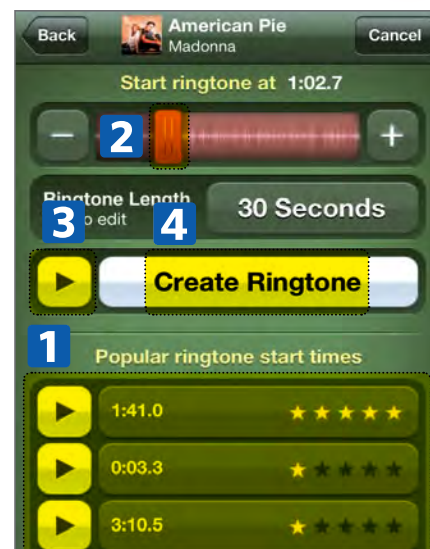 Back
American Pie
Madonna
Cancel
Start ringtone at 1:02.7
−
2
+
Ringtone Length
edit
30 Seconds
3
4
Create Ringtone
1
Popular ringtone start times
1:41.0
0:03.3
3:10.5